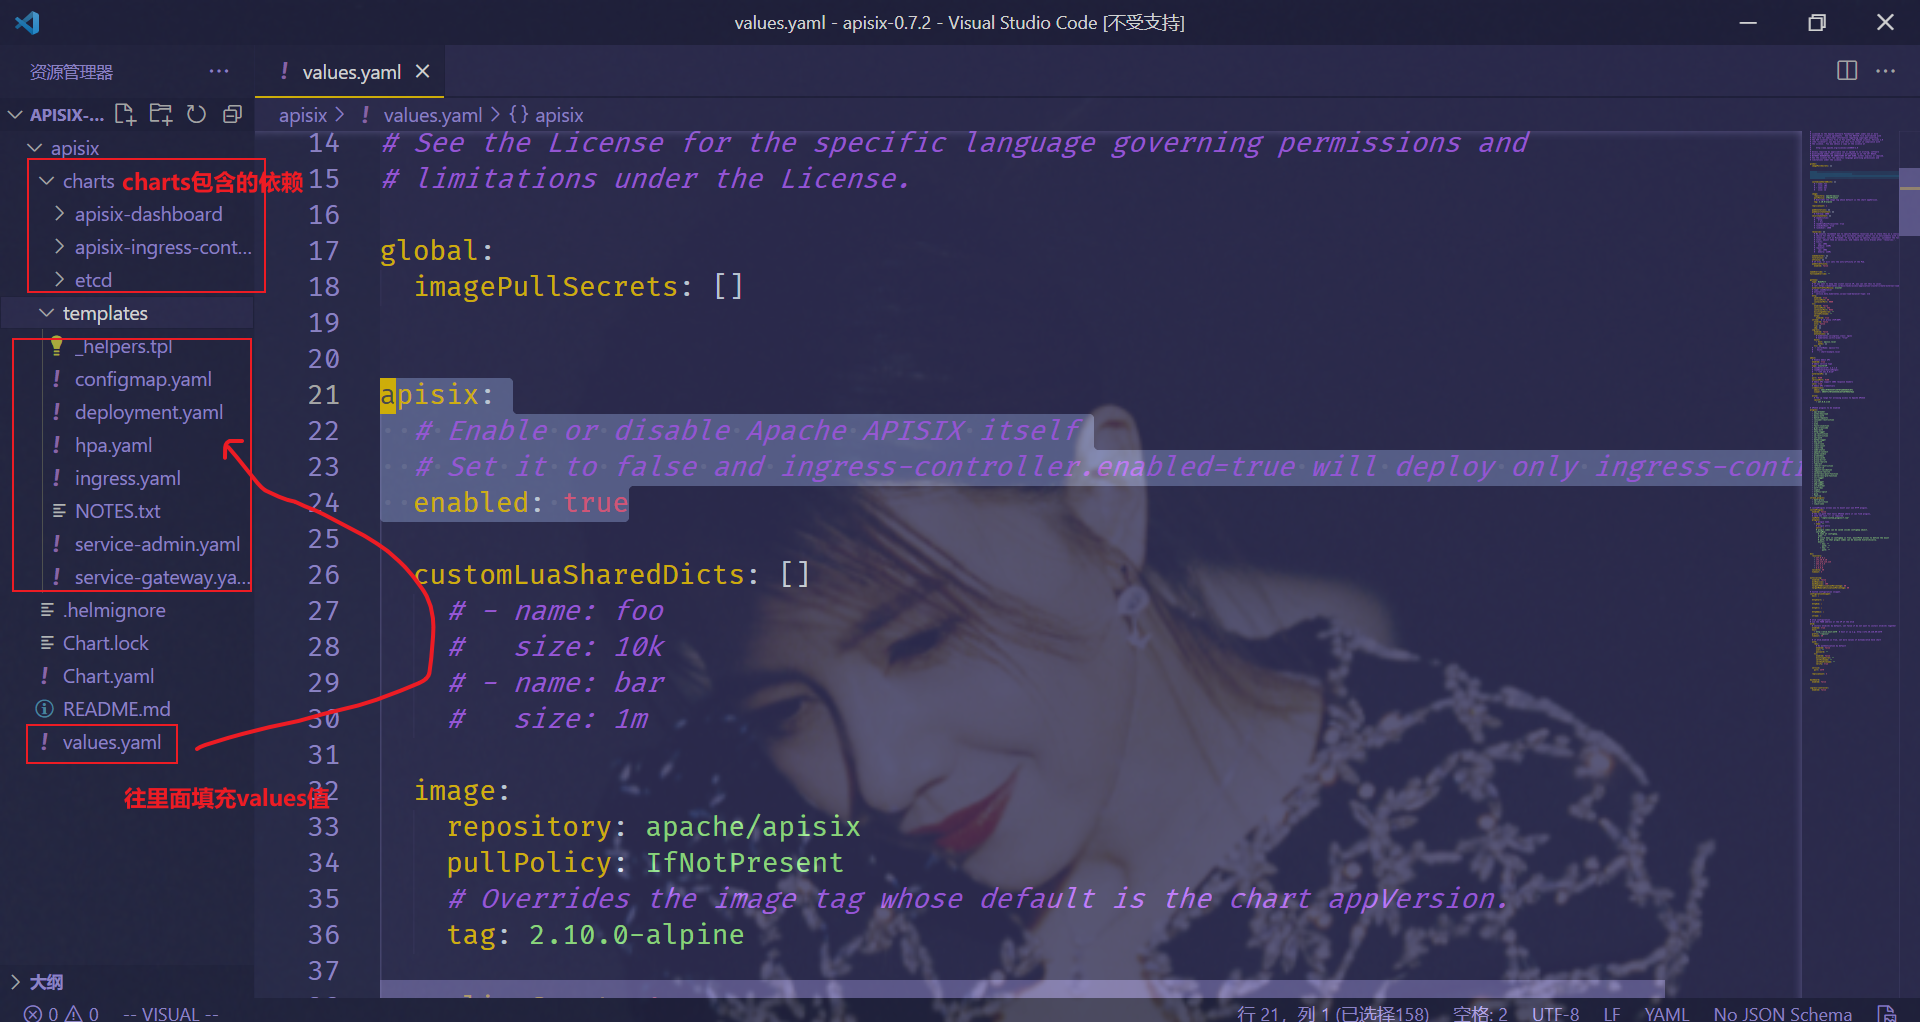 values.yaml - apisix-0.7.2 - Visual Studio Code [不受支持]
资源管理器
values.yaml
APISIX-...
apisix > ! values.yaml > {} apisix
apisix
charts
charts包含的依赖
apisix-dashboard
apisix-ingress-cont...
etcd
templates
_helpers.tpl
! configmap.yaml
! deployment.yaml
! hpa.yaml
! ingress.yaml
NOTES.txt
! service-admin.yaml
! service-gateway.ya...
.helmignore
Chart.lock
! Chart.yaml
README.md
! values.yaml
往里面填充values值
大纲
14 # See the License for the specific language governing permissions and
15 # limitations under the License.
16
17 global:
18 imagePullSecrets: []
19
20
21 apisix:
22 # Enable or disable Apache APISIX itself
23 # Set it to false and ingress-controller.enabled=true will deploy only ingress-cont
24 enabled: true
25
26 customLuaSharedDicts: []
27 # - name: foo
28 # size: 10k
29 # - name: bar
30 # size: 1m
31
32 image:
33 repository: apache/apisix
34 pullPolicy: IfNotPresent
35 # Overrides the image tag whose default is the chart appVersion.
36 tag: 2.10.0-alpine
37
0 0 -- VISUAL --
行 21，列 1 (已选择158) 空格: 2 UTF-8 LF YAML No JSON Schema